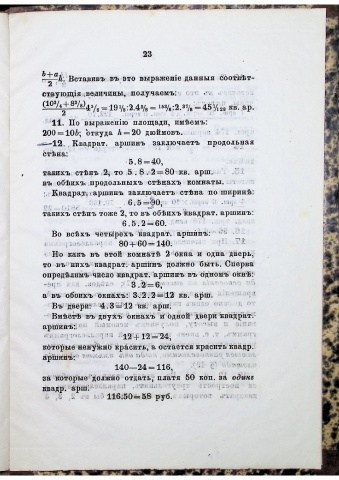 23
(b+a)/2 h. Вставивъ въ это выраженіе данныя соотвѣт-
ствующія величины, получаемъ:
кв. ар.
11. По выраженію площади, имѣемъ:
200=10h; откуда h=20 дюймовъ.
12. Квадрат. аршинъ заключаетъ продольная
стѣна:
5.8=40,
такихъ стѣнъ 2, то 5.8.2=80 кв. арш.
въ обѣихъ продольныхъ стѣнахъ комнаты.
Квадрат. аршинъ заключаетъ стѣна по ширинѣ:
6.5=30,
такихъ стѣнъ тоже 2, то въ обѣихъ квадрат. аршинъ:
6.5.2=60.
Во всѣхъ четырехъ квадрат. аршинъ:
80+60=140.
Но какъ въ этой комнатѣ 2 окна и одна дверь,
то въ нихъ квадрат. аршинъ должно быть. Сперва
опредѣлимъ число квадрат. аршинъ въ одномъ окнѣ:
3.2=6,
а въ обоихъ окнахъ: 3.2.2=12 кв. арш.
Въ двери: 4.3=12 кв. арш.
Вмѣстѣ въ двухъ окнахъ и одной двери квадрат.
аршинъ:
12+12=24,
которые ненужно красить, а остается красить квадр.
аршинъ:
140—24=116,
за которые должно отдать, платя 50 коп. за одинъ
квадр. арш.
116.50=58 руб.